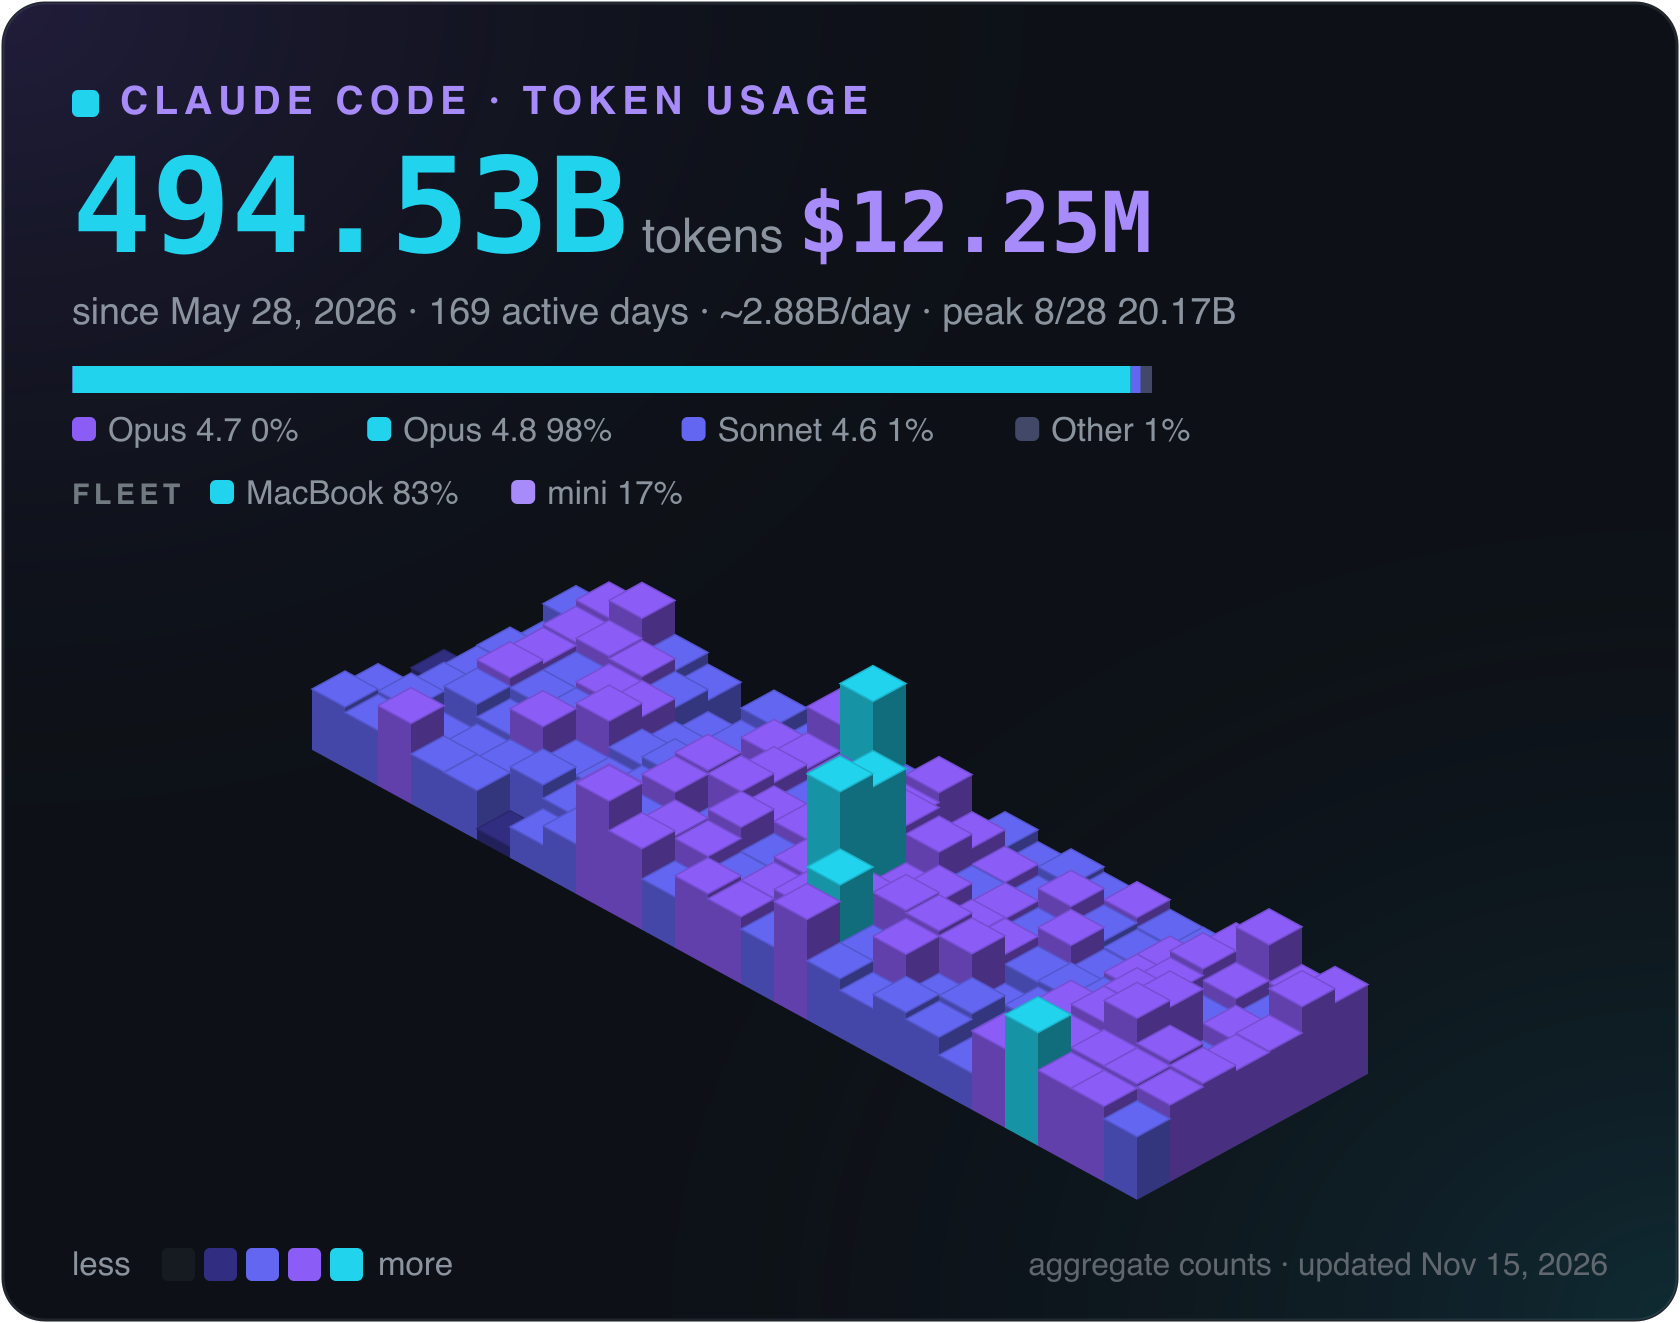 CLAUDE CODE · TOKEN USAGE
494.53B tokens $12.25M
since May 28, 2026 · 169 active days · ~2.88B/day · peak 8/28 20.17B
Opus 4.7 0% Opus 4.8 98% Sonnet 4.6 1% Other 1%
FLEET MacBook 83% mini 17%
less more aggregate counts · updated Nov 15, 2026